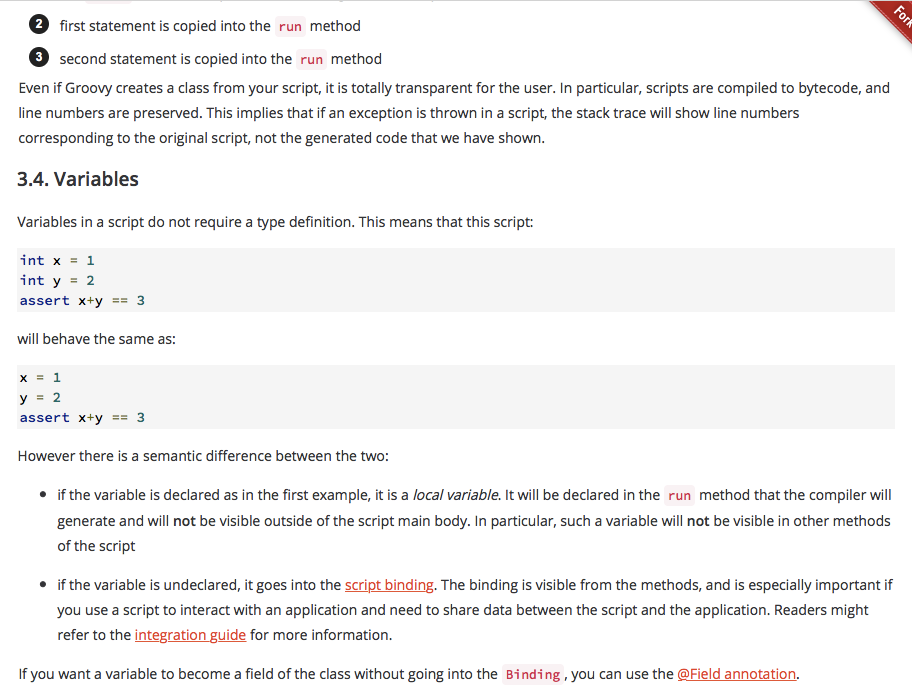 2 first statement is copied into the run method
3 second statement is copied into the run method
Even if Groovy creates a class from your script, it is totally transparent for the user. In particular, scripts are compiled to bytecode, and
line numbers are preserved. This implies that if an exception is thrown in a script, the stack trace will show line numbers
corresponding to the original script, not the generated code that we have shown.
3.4. Variables
Variables in a script do not require a type definition. This means that this script:
int x = 1
int y = 2
assert x+y == 3
will behave the same as:
x = 1
y = 2
assert x+y == 3
However there is a semantic difference between the two:
• if the variable is declared as in the first example, it is a local variable. It will be declared in the run method that the compiler will
generate and will not be visible outside of the script main body. In particular, such a variable will not be visible in other methods
of the script
• if the variable is undeclared, it goes into the script binding. The binding is visible from the methods, and is especially important if
you use a script to interact with an application and need to share data between the script and the application. Readers might
refer to the integration guide for more information.
If you want a variable to become a field of the class without going into the Binding, you can use the @Field annotation.
Fork